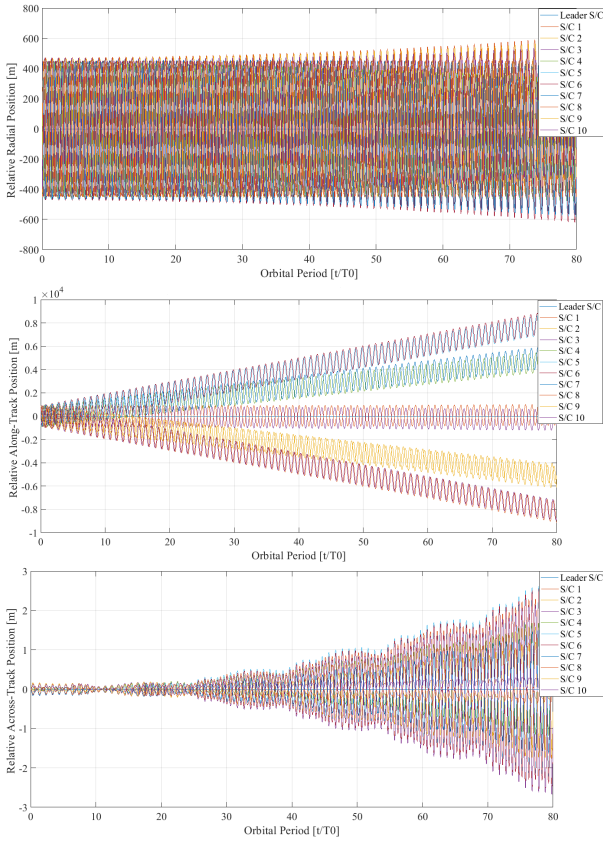 800
600
400
200
0
-200
-400
-600
-800
Relative Radial Position [m]
0 10 20 30 40 50 60 70 80
Orbital Period [t/T0]
Leader S/C
S/C 1
S/C 2
S/C 3
S/C 4
S/C 5
S/C 6
S/C 7
S/C 8
S/C 9
S/C 10
×10⁴
1
0.8
0.6
0.4
0.2
0
-0.2
-0.4
-0.6
-0.8
-1
Relative Along-Track Position [m]
0 10 20 30 40 50 60 70 80
Orbital Period [t/T0]
Leader S/C
S/C 1
S/C 2
S/C 3
S/C 4
S/C 5
S/C 6
S/C 7
S/C 8
S/C 9
S/C 10
3
2
1
0
-1
-2
-3
Relative Across-Track Position [m]
0 10 20 30 40 50 60 70 80
Orbital Period [t/T0]
Leader S/C
S/C 1
S/C 2
S/C 3
S/C 4
S/C 5
S/C 6
S/C 7
S/C 8
S/C 9
S/C 10